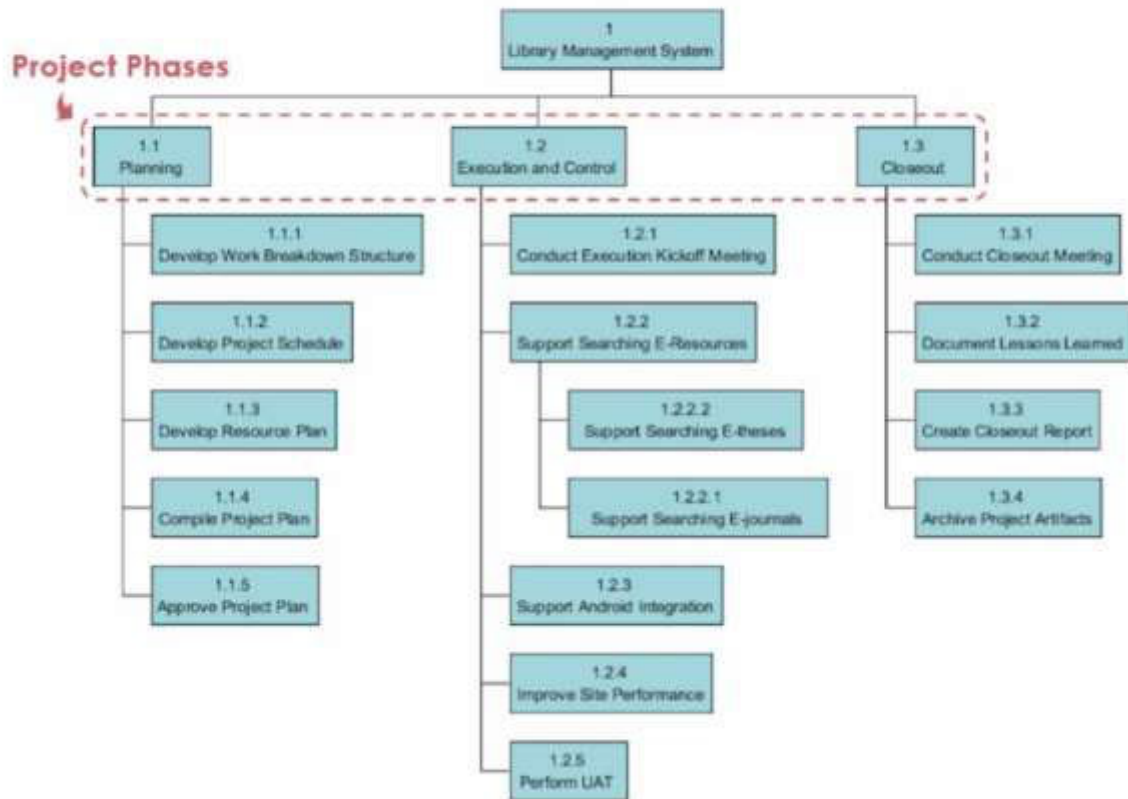 1
Library Management System
Project Phases
1.1
Planning
1.2
Execution and Control
1.3
Closeout
1.1.1
Develop Work Breakdown Structure
1.1.2
Develop Project Schedule
1.1.3
Develop Resource Plan
1.1.4
Compile Project Plan
1.1.5
Approve Project Plan
1.2.1
Conduct Execution Kickoff Meeting
1.2.2
Support Searching E-Resources
1.2.2.2
Support Searching E-theses
1.2.2.1
Support Searching E-journals
1.2.3
Support Android Integration
1.2.4
Improve Site Performance
1.2.5
Perform UAT
1.3.1
Conduct Closeout Meeting
1.3.2
Document Lessons Learned
1.3.3
Create Closeout Report
1.3.4
Archive Project Artifacts